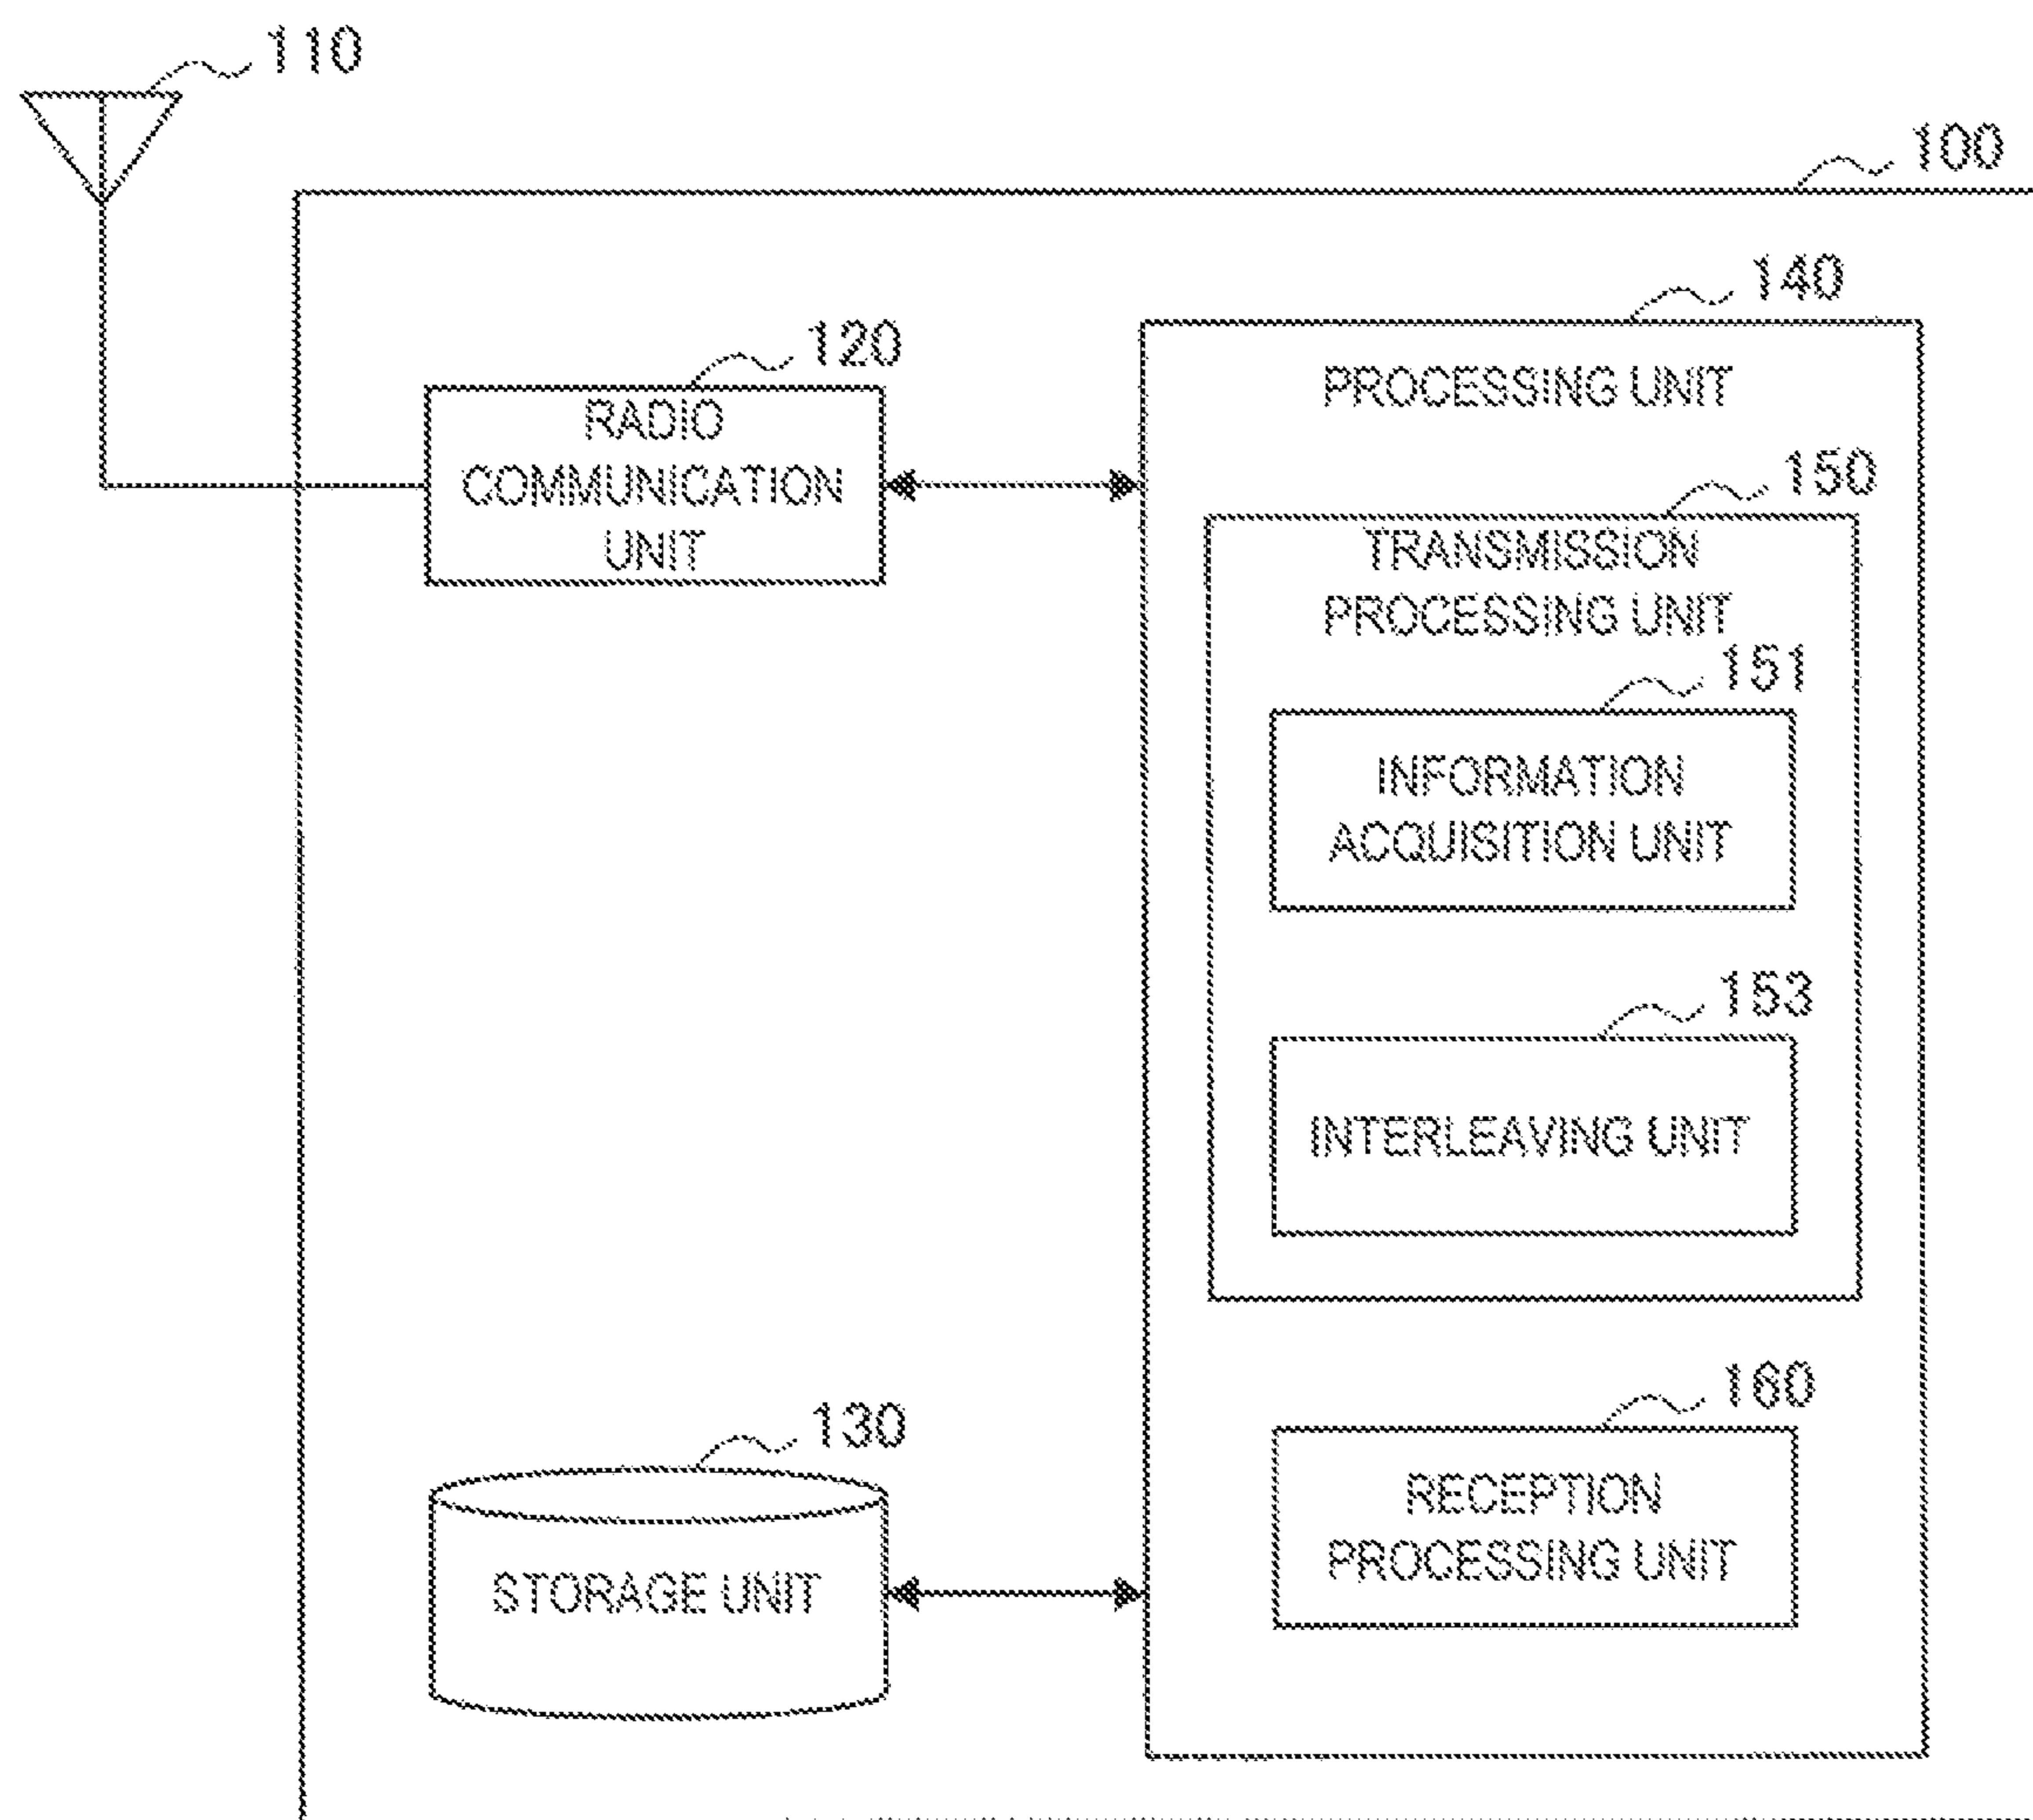 110
100
140
120
PROCESSING UNIT
RADIO
COMMUNICATION
UNIT
150
TRANSMISSION
PROCESSING UNIT
151
INFORMATION
ACQUISITION UNIT
153
INTERLEAVING UNIT
160
130
RECEPTION
PROCESSING UNIT
STORAGE UNIT